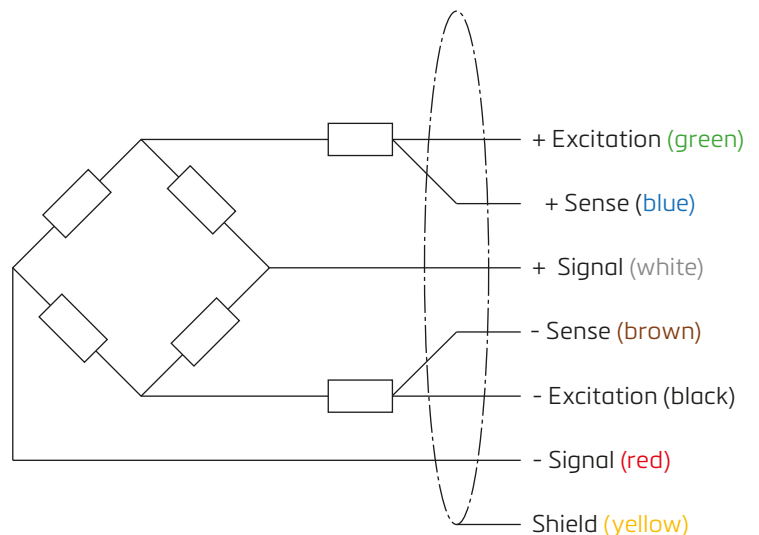 + Excitation (green)
+ Sense (blue)
+ Signal (white)
- Sense (brown)
- Excitation (black)
- Signal (red)
Shield (yellow)